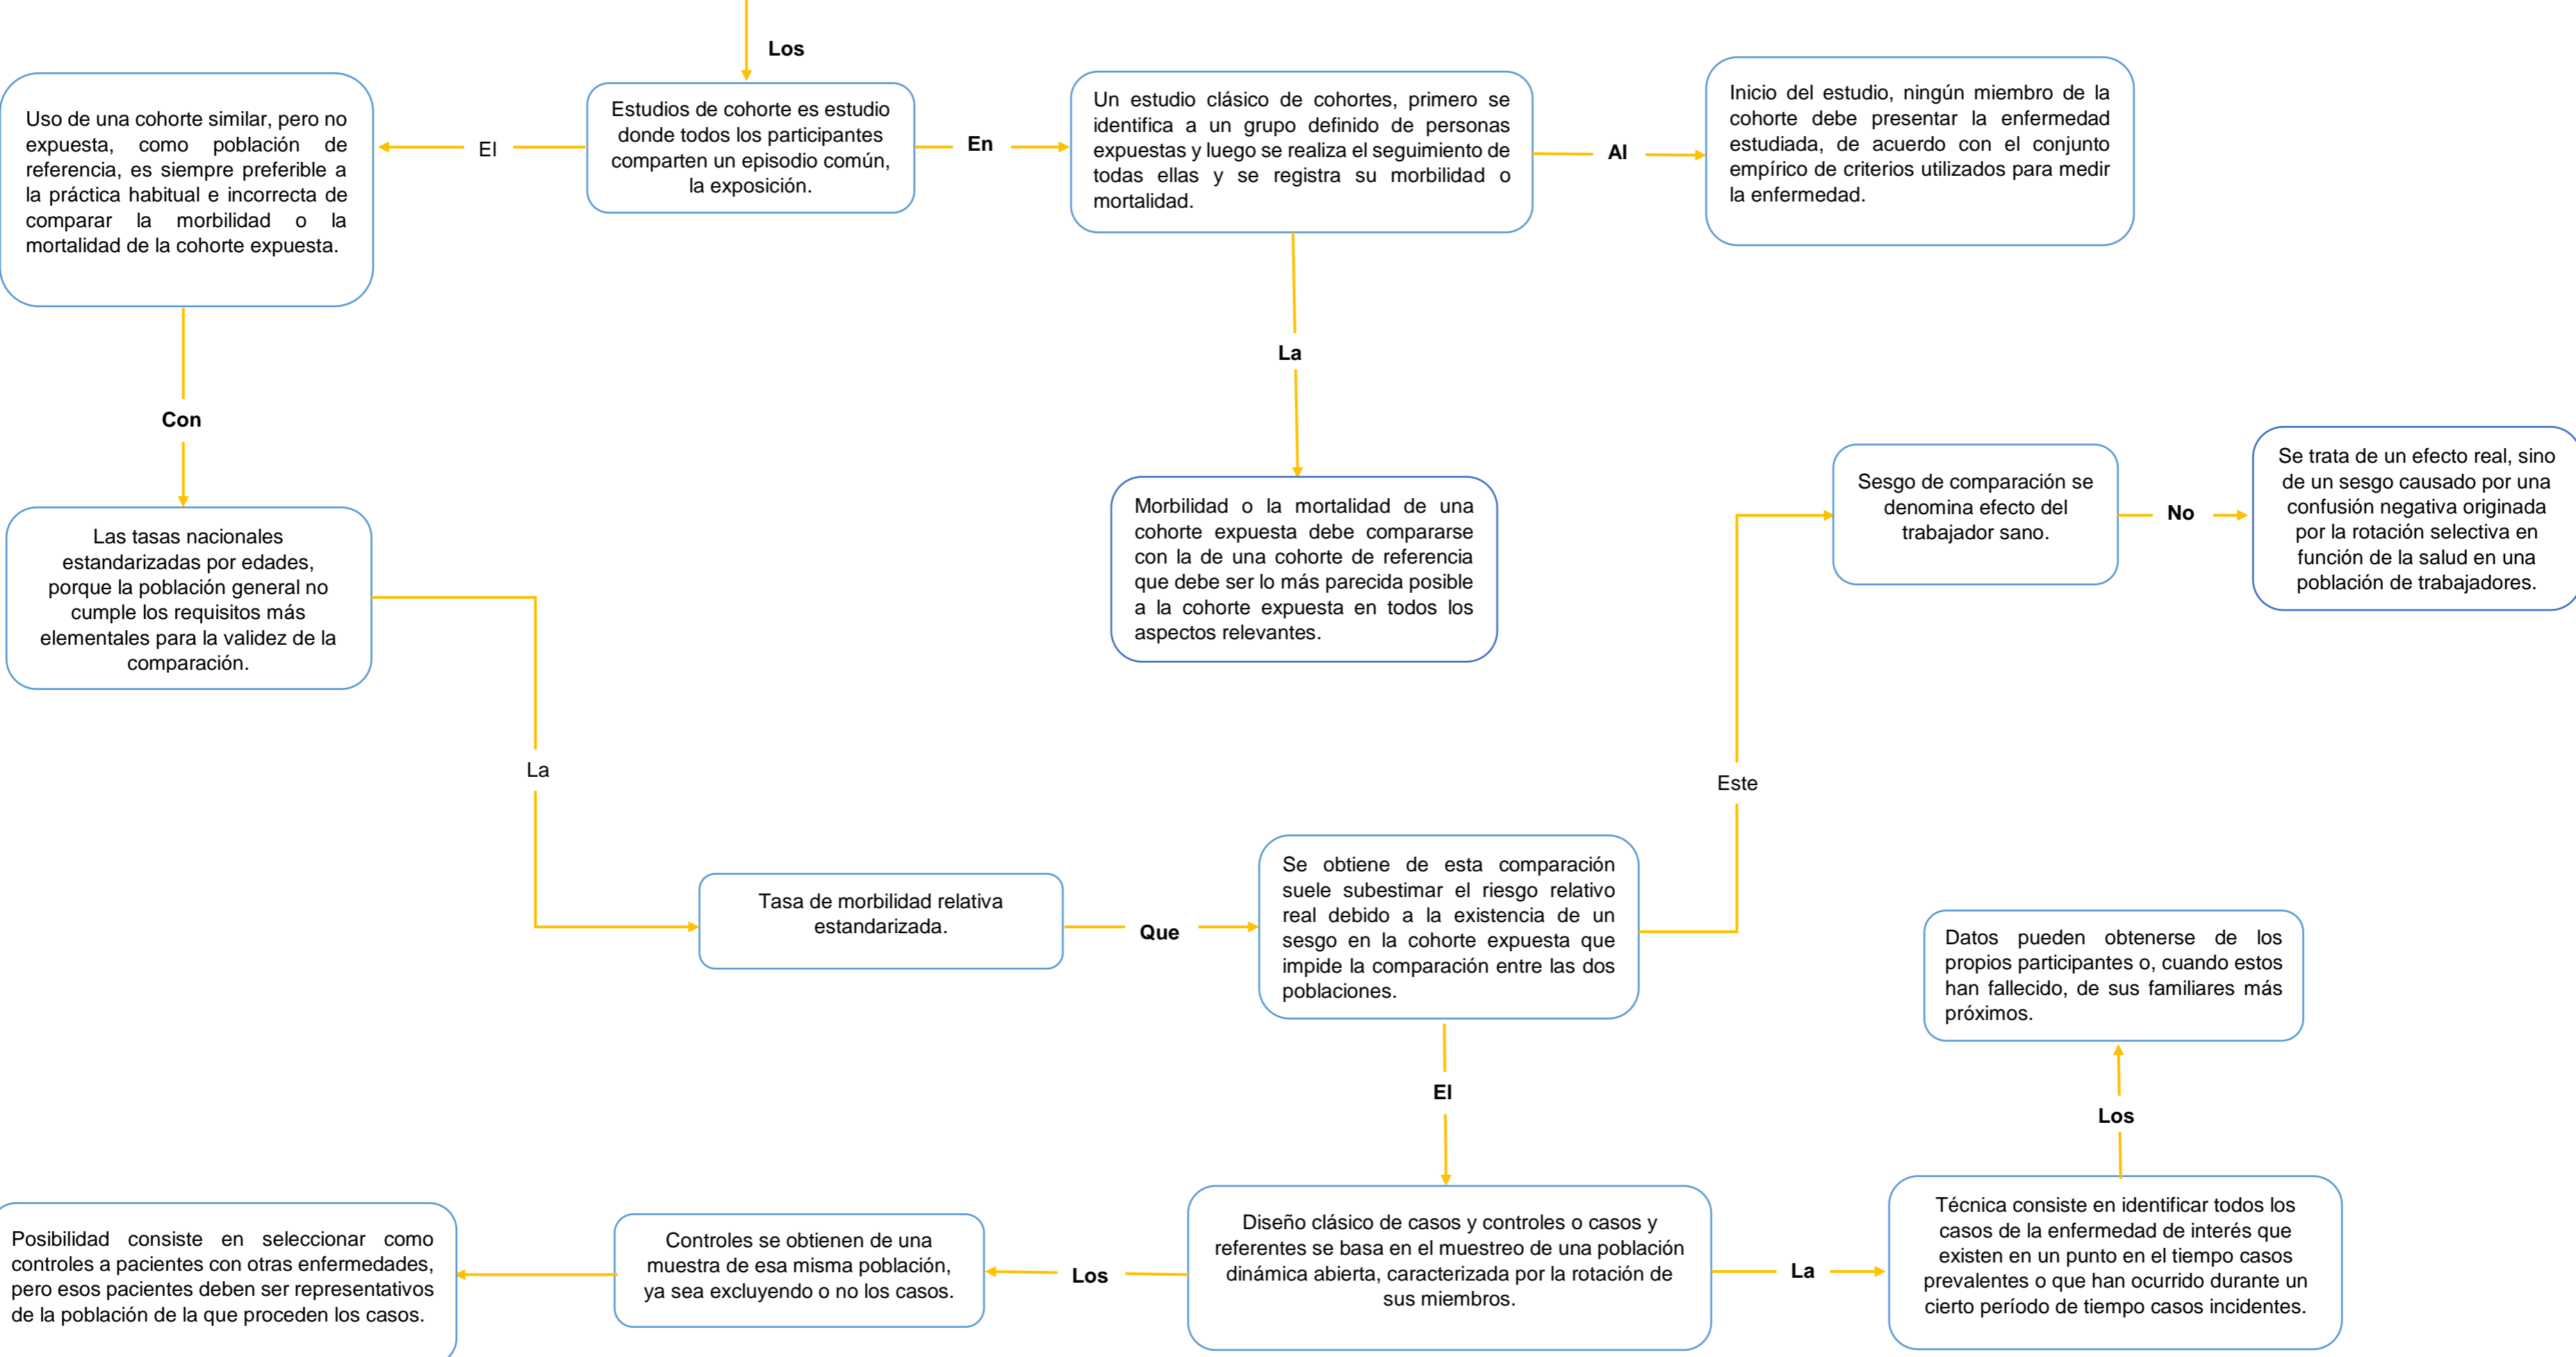 Los
Uso de una cohorte similar, pero no
expuesta, como población de
referencia, es siempre preferible a
la práctica habitual e incorrecta de
comparar la morbilidad o la
mortalidad de la cohorte expuesta.
El
Estudios de cohorte es estudio
donde todos los participantes
comparten un episodio común,
la exposición.
En
Un estudio clásico de cohortes, primero se
identifica a un grupo definido de personas
expuestas y luego se realiza el seguimiento de
todas ellas y se registra su morbilidad o
mortalidad.
Al
Inicio del estudio, ningún miembro de la
cohorte debe presentar la enfermedad
estudiada, de acuerdo con el conjunto
empírico de criterios utilizados para medir
la enfermedad.
La
Con
Las tasas nacionales
estandarizadas por edades,
porque la población general no
cumple los requisitos más
elementales para la validez de la
comparación.
Morbilidad o la mortalidad de una
cohorte expuesta debe compararse
con la de una cohorte de referencia
que debe ser lo más parecida posible
a la cohorte expuesta en todos los
aspectos relevantes.
Sesgo de comparación se
denomina efecto del
trabajador sano.
No
Se trata de un efecto real, sino
de un sesgo causado por una
confusión negativa originada
por la rotación selectiva en
función de la salud en una
población de trabajadores.
La
Este
Tasa de morbilidad relativa
estandarizada.
Que
Se obtiene de esta comparación
suele subestimar el riesgo relativo
real debido a la existencia de un
sesgo en la cohorte expuesta que
impide la comparación entre las dos
poblaciones.
Datos pueden obtenerse de los
propios participantes o, cuando estos
han fallecido, de sus familiares más
próximos.
El
Los
Posibilidad consiste en seleccionar como
controles a pacientes con otras enfermedades,
pero esos pacientes deben ser representativos
de la población de la que proceden los casos.
Controles se obtienen de una
muestra de esa misma población,
ya sea excluyendo o no los casos.
Los
Diseño clásico de casos y controles o casos y
referentes se basa en el muestreo de una población
dinámica abierta, caracterizada por la rotación de
sus miembros.
La
Técnica consiste en identificar todos los
casos de la enfermedad de interés que
existen en un punto en el tiempo casos
prevalentes o que han ocurrido durante un
cierto período de tiempo casos incidentes.